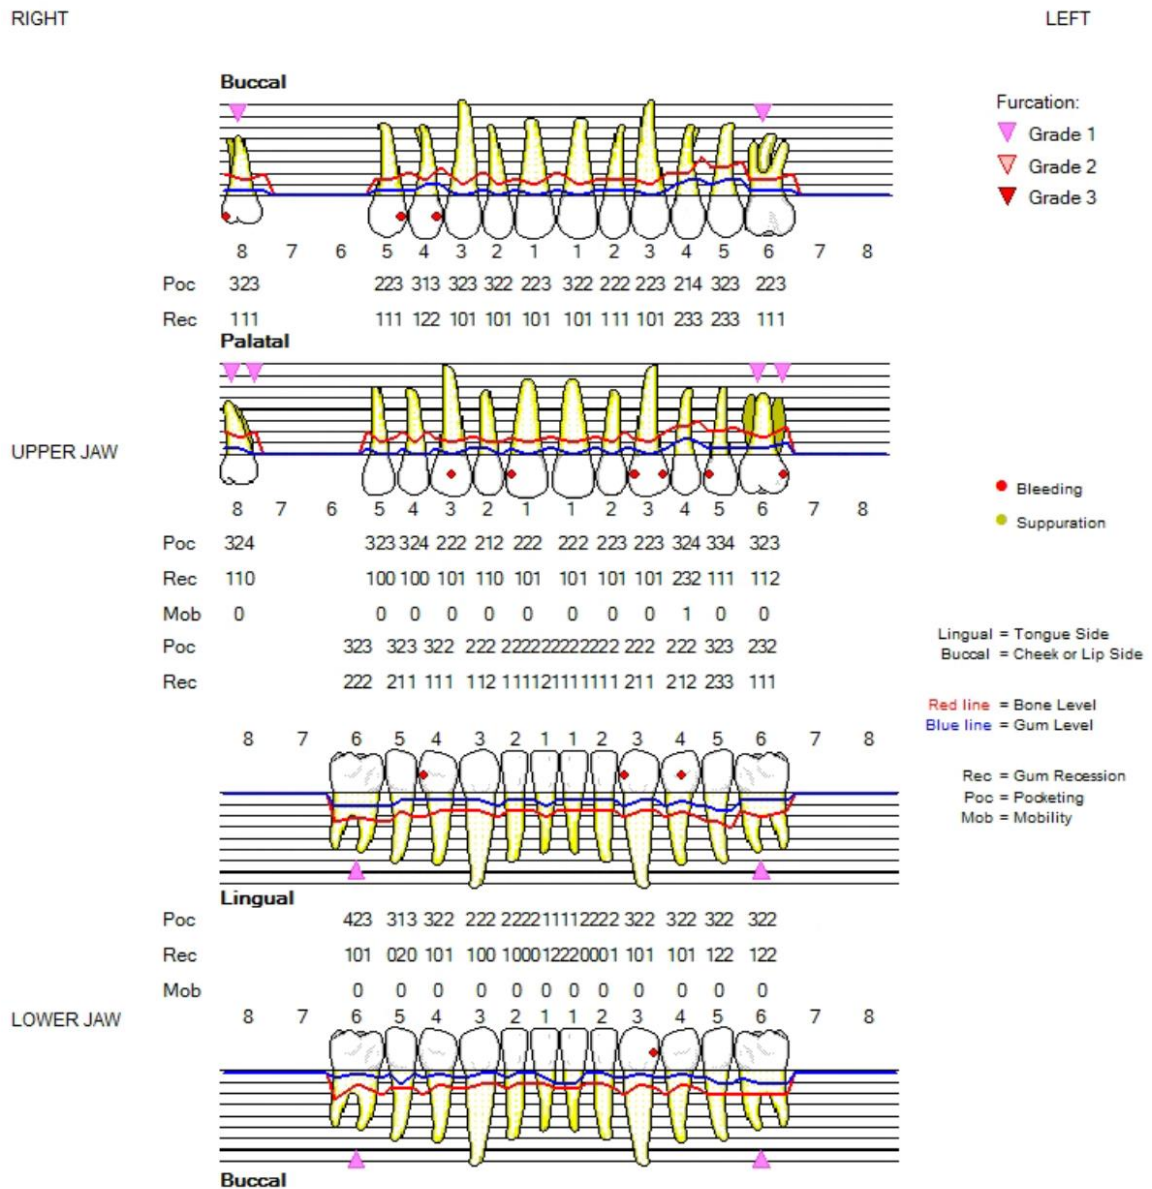 RIGHT LEFT
Buccal
Furcation:
Grade 1
Grade 2
Grade 3
8 7 6 5 4 3 2 1 1 2 3 4 5 6 7 8
Poc 323 223 313 323 322 223 322 222 223 214 323 223
Rec 111 111 122 101 101 101 101 111 101 233 233 111
Palatal
UPPER JAW
Bleeding
Suppuration
8 7 6 5 4 3 2 1 1 2 3 4 5 6 7 8
Poc 324 323 324 222 212 222 222 223 223 324 334 323
Rec 110 100 100 101 110 101 101 101 101 232 111 112
Mob 0 0 0 0 0 0 0 0 0 1 0 0
Poc 323 323 322 222 222222222222 222 222 323 232
Rec 222 211 111 112 111121111111 211 212 233 111
Lingual = Tongue Side
Buccal = Cheek or Lip Side
Red line = Bone Level
Blue line = Gum Level
8 7 6 5 4 3 2 1 1 2 3 4 5 6 7 8
Rec = Gum Recession
Poc = Pocketing
Mob = Mobility
Lingual
Poc 423 313 322 222 222211112222 322 322 322 322
Rec 101 020 101 100 100012220001 101 101 122 122
Mob 0 0 0 0 0 0 0 0 0 0 0 0
LOWER JAW
8 7 6 5 4 3 2 1 1 2 3 4 5 6 7 8
Buccal